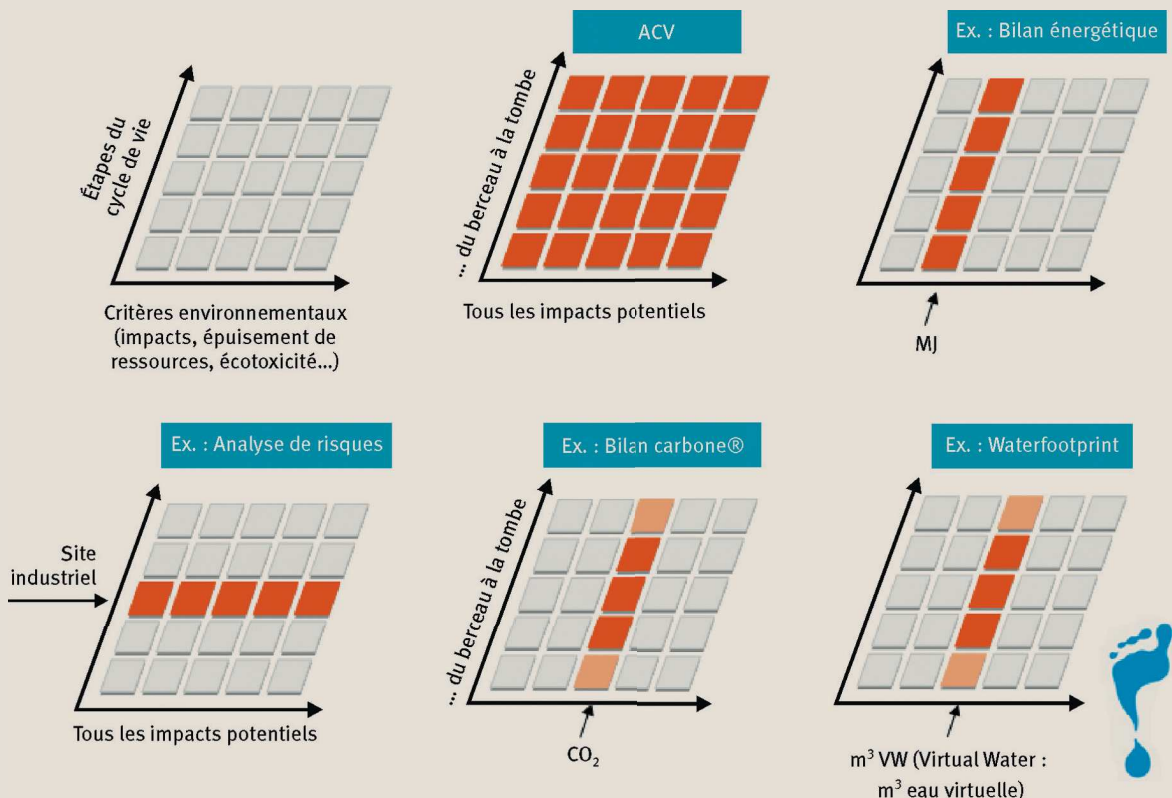 ACV
Ex. : Bilan énergétique
Étapes du
cycle de vie
Critères environnementaux
(impacts, épuisement de
ressources, écotoxicité...)
... du berceau à la tombe
Tous les impacts potentiels
MJ
Ex. : Analyse de risques
Ex. : Bilan carbone®
Ex. : Waterfootprint
Site
industriel
Tous les impacts potentiels
... du berceau à la tombe
CO₂
m³ VW (Virtual Water :
m³ eau virtuelle)